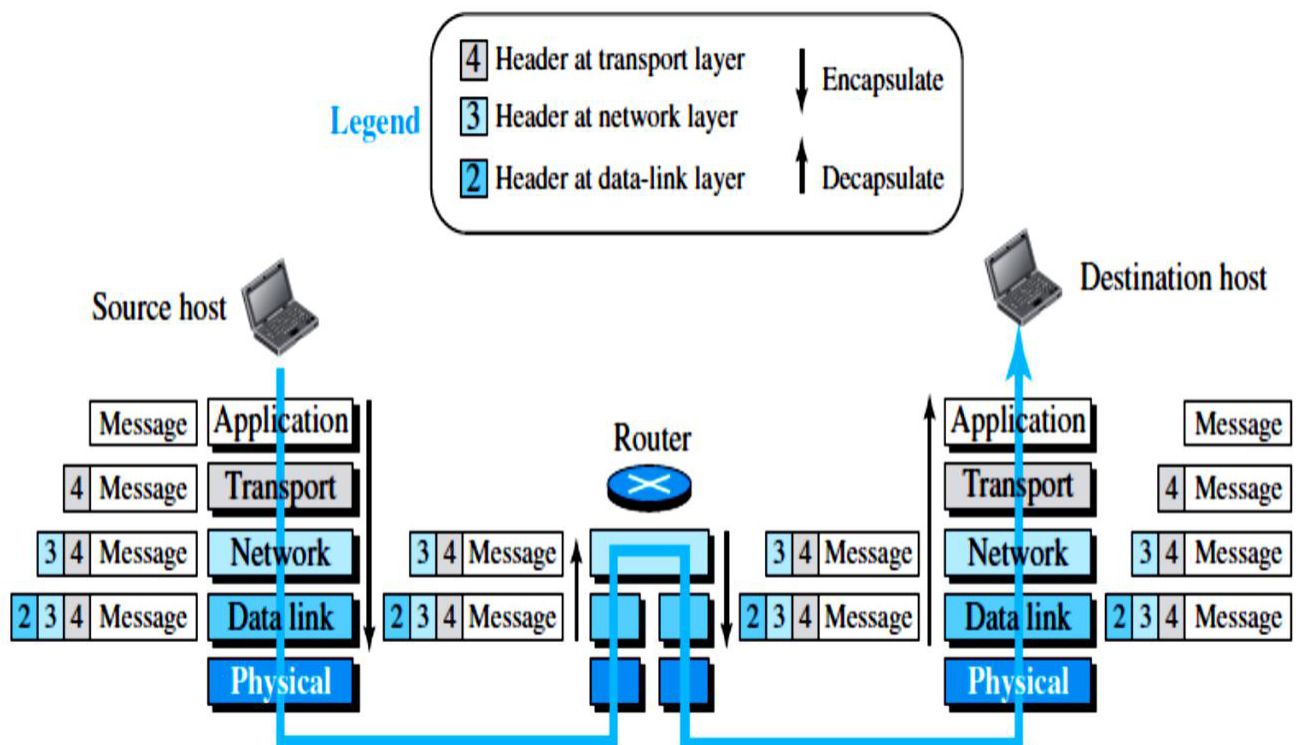 Legend
4 Header at transport layer
3 Header at network layer
2 Header at data-link layer
Encapsulate
Decapsulate
Source host
Destination host
Router
Message Application
4 Message Transport
3 4 Message Network
2 3 4 Message Data link
Physical
3 4 Message
2 3 4 Message
3 4 Message
2 3 4 Message
Application Message
Transport 4 Message
Network 3 4 Message
Data link 2 3 4 Message
Physical